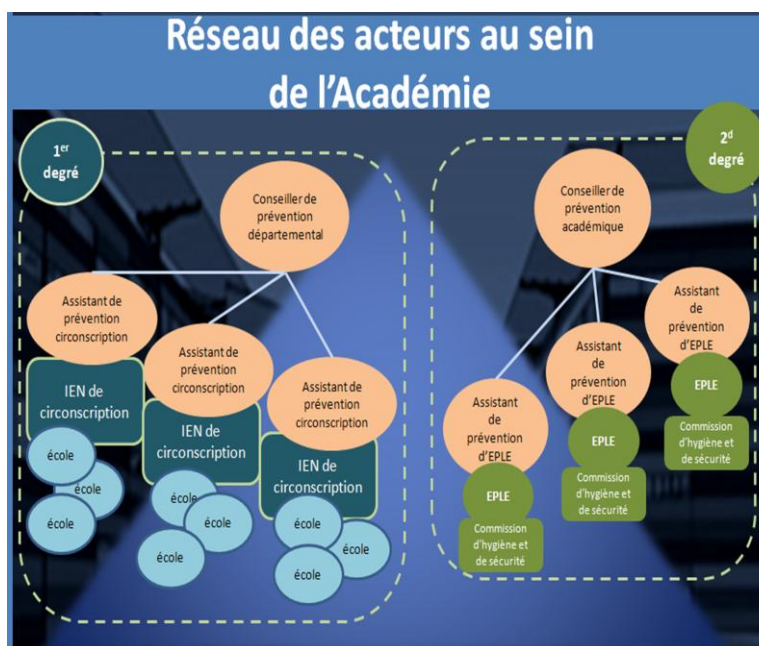 Réseau des acteurs au sein
de l'Académie
1er
degré
2d
degré
Conseiller de
prévention
départemental
Assistant de
prévention
circonscription
IEN de
circonscription
école
école
école
Assistant de
prévention
circonscription
IEN de
circonscription
école
école
école
Assistant de
prévention
circonscription
IEN de
circonscription
école
école
école
Conseiller de
prévention
académique
Assistant
de
prévention
d'EPLE
EPLE
Commission
d'hygiène et
de sécurité
Assistant
de
prévention
d'EPLE
EPLE
Commission
d'hygiène et
de sécurité
Assistant
de
prévention
d'EPLE
EPLE
Commission
d'hygiène et
de sécurité